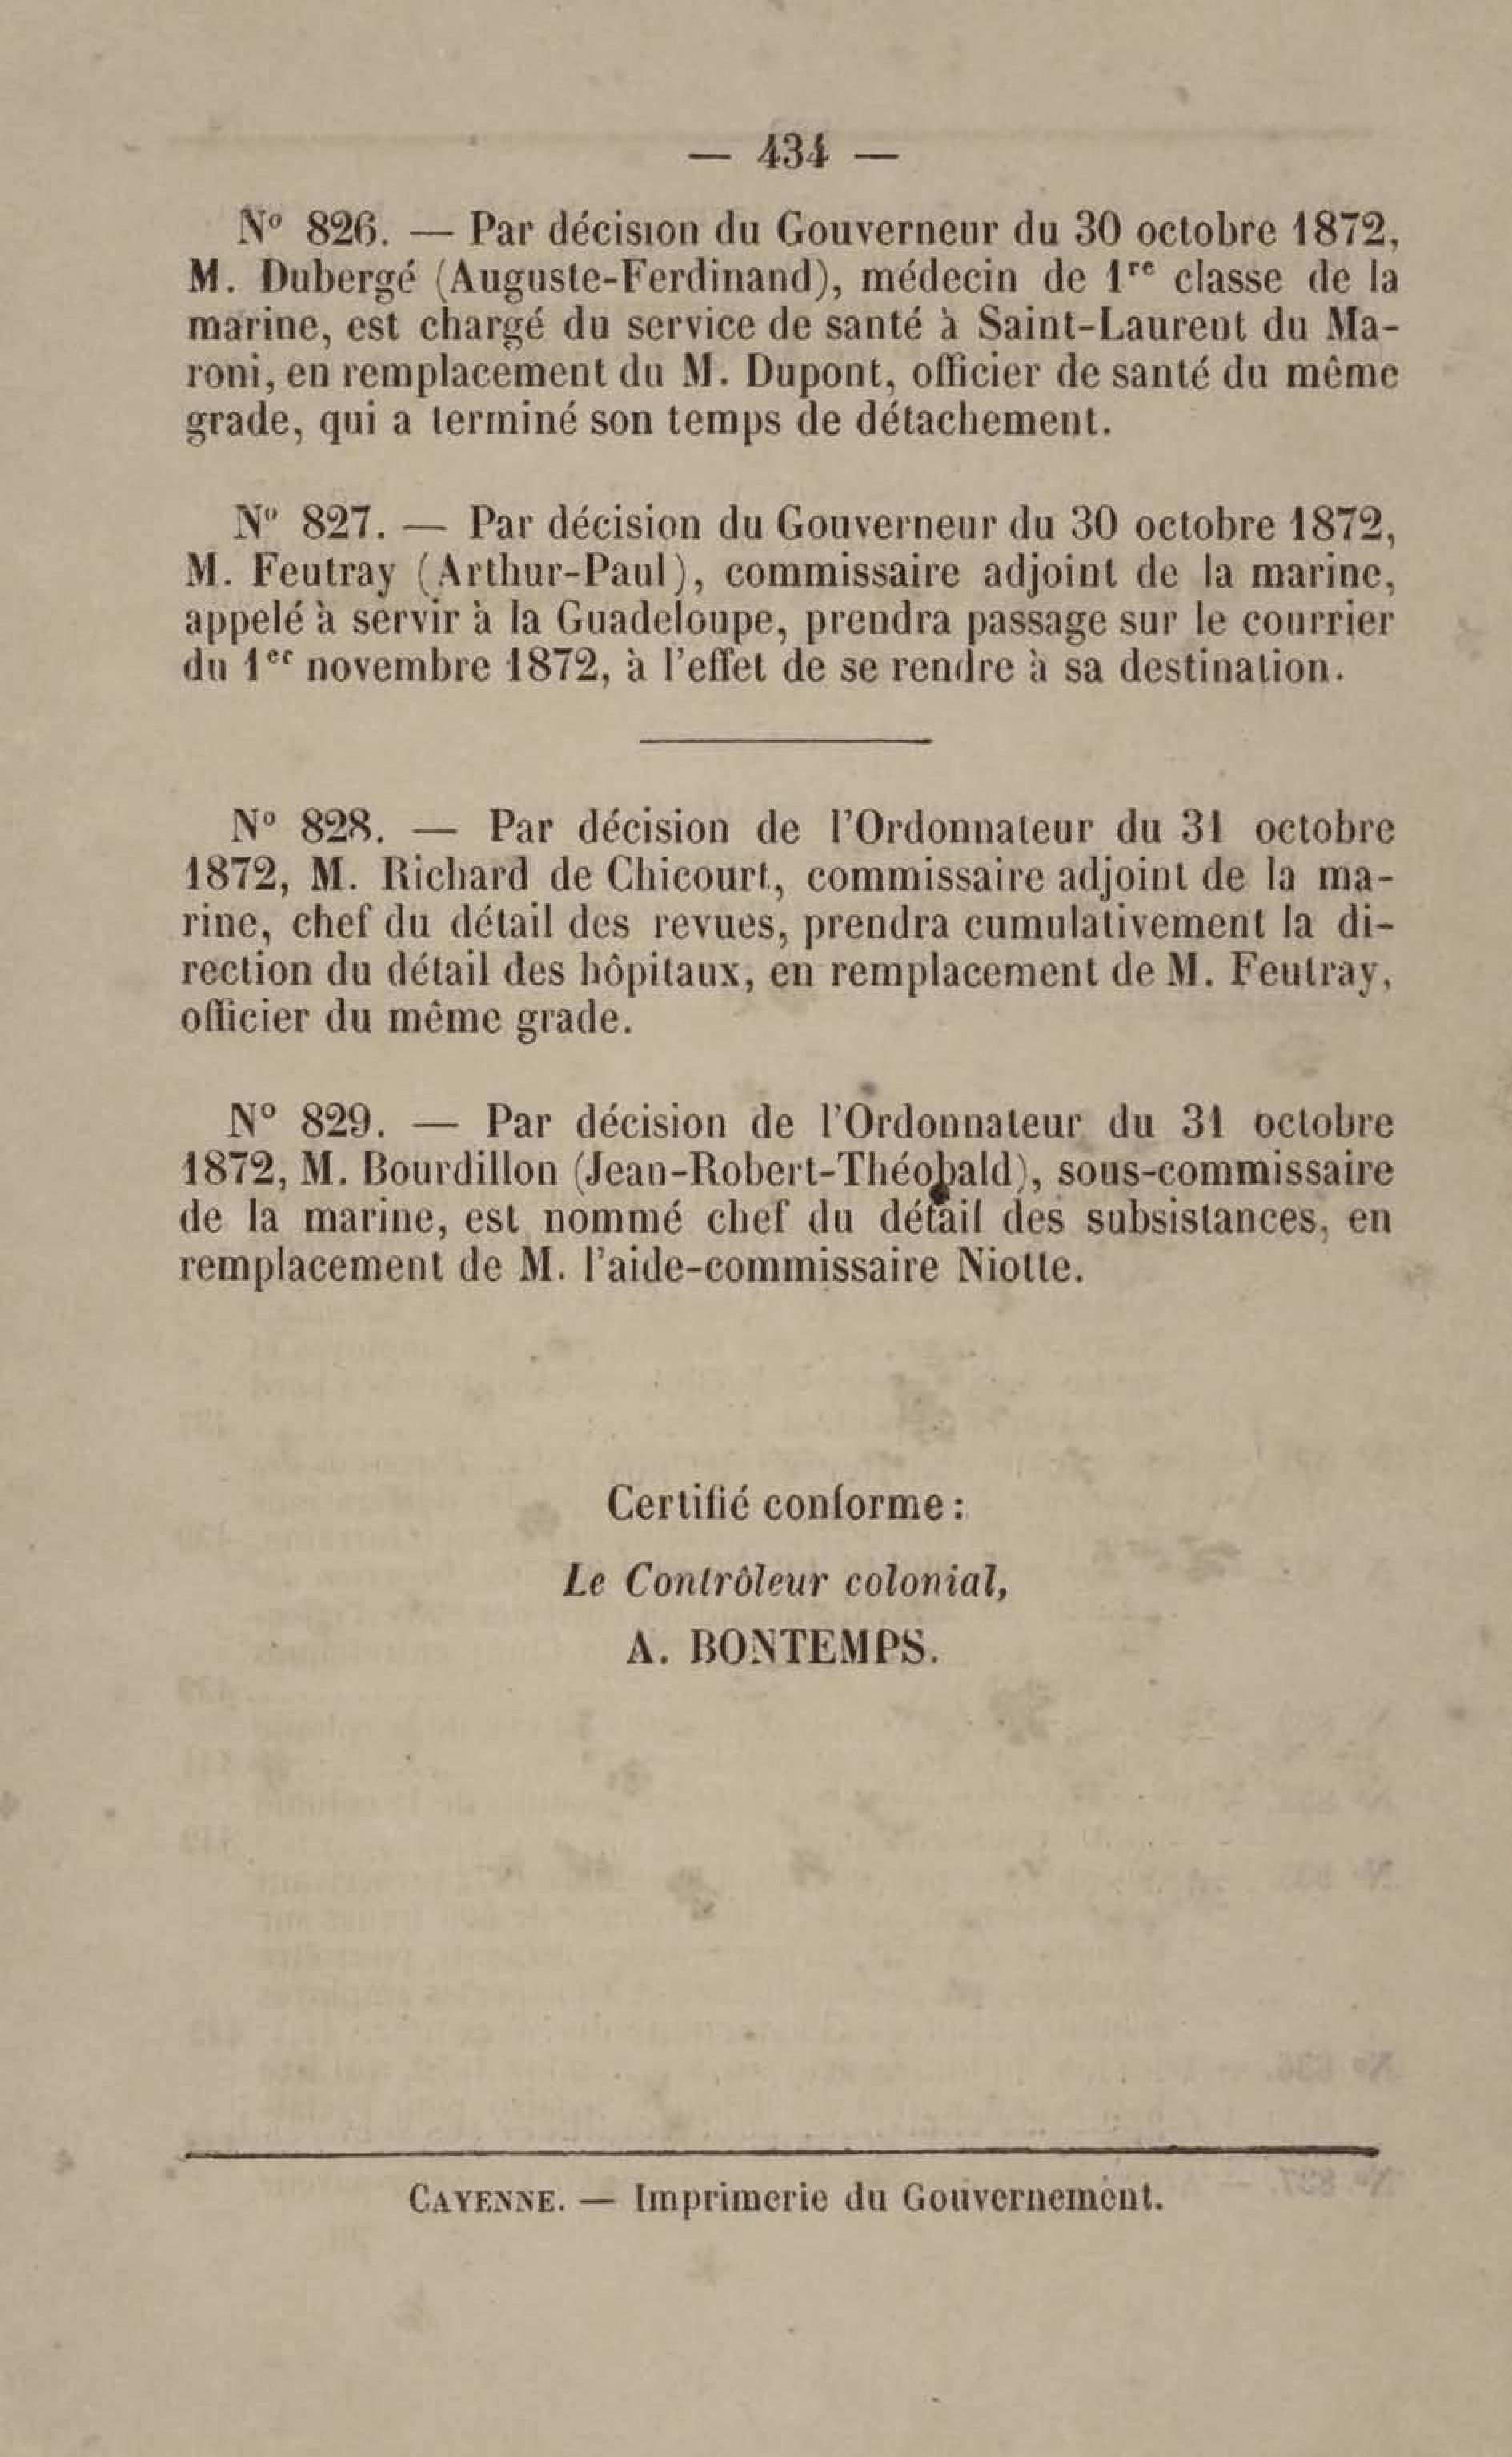 — 434 —
Nº 826. — Par décision du Gouverneur du 30 octobre 1872,
M. Dubergé (Auguste-Ferdinand), médecin de 1re classe de la
marine, est chargé du service de santé à Saint-Laurent du Ma-
roni, en remplacement du M. Dupont, officier de santé du même
grade, qui a terminé son temps de détachement.
Nº 827. — Par décision du Gouverneur du 30 octobre 1872,
M. Feutray (Arthur-Paul), commissaire adjoint de la marine,
appelé à servir à la Guadeloupe, prendra passage sur le courrier
du 1er novembre 1872, à l'effet de se rendre à sa destination.
Nº 828. — Par décision de l'Ordonnateur du 31 octobre
1872, M. Richard de Chicourt, commissaire adjoint de la ma-
rine, chef du détail des revues, prendra cumulativement la di-
rection du détail des hôpitaux, en remplacement de M. Feutray,
officier du même grade.
Nº 829. — Par décision de l'Ordonnateur du 31 octobre
1872, M. Bourdillon (Jean-Robert-Théobald), sous-commissaire
de la marine, est nommé chef du détail des subsistances, en
remplacement de M. l'aide-commissaire Niotte.
Certifié conforme :
Le Contrôleur colonial,
A. BONTEMPS.
CAYENNE. — Imprimerie du Gouvernement.